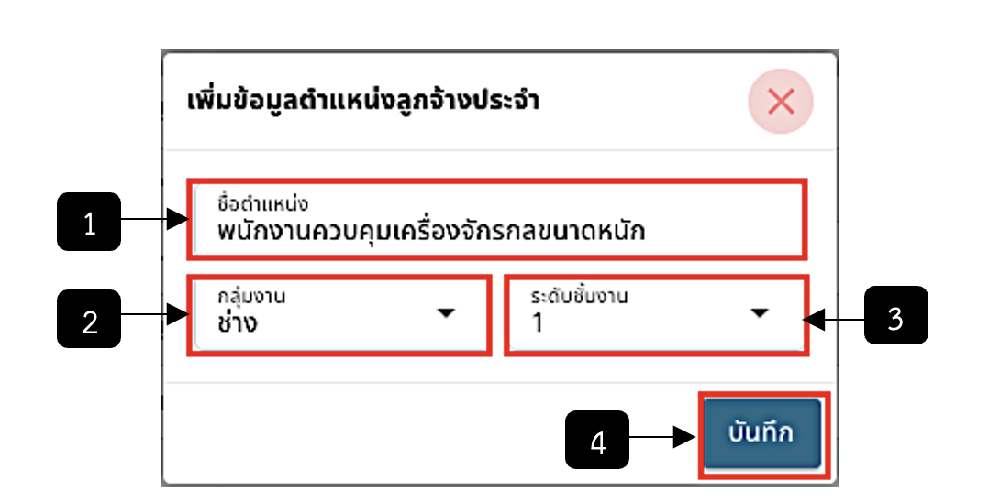 เพิ่มข้อมูลตำแหน่งลูกจ้างประจำ
1
ชื่อตำแหน่ง
พนักงานควบคุมเครื่องจักรกลขนาดหนัก
2
กลุ่มงาน
ช่าง
ระดับชั้นงาน
1
3
4
บันทึก